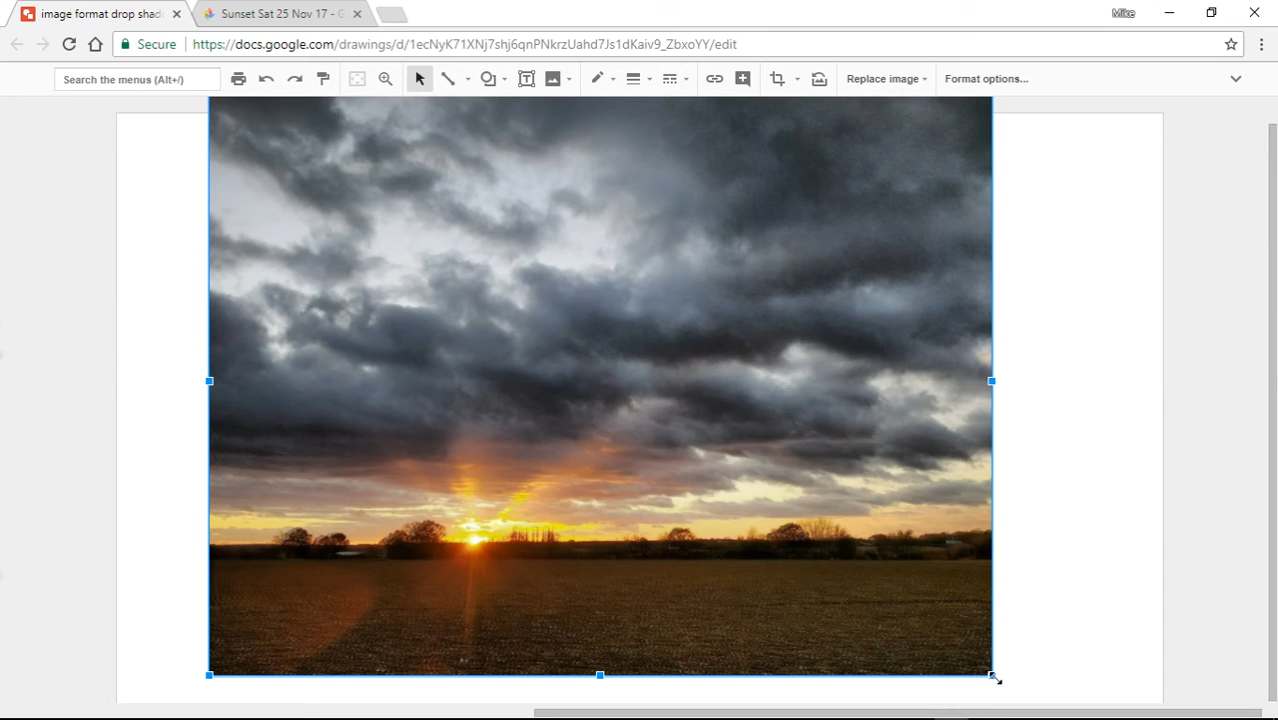 image format drop shad
Sunset Sat 25 Nov 17 - G
Mike
Secure
https://docs.google.com/drawings/d/1ecNyK71XNj7shj6qnPNkrzUahd7Js1dKaiv9_ZbxoYY/edit
Search the menus (Alt+/)
Replace image
Format options...